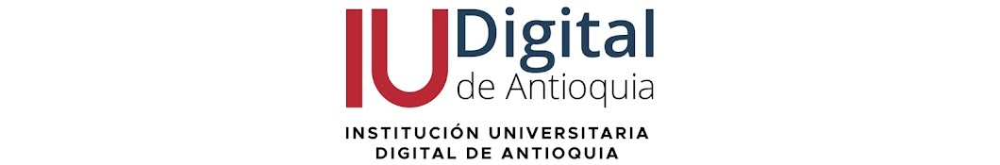 IU Digital
de Antioquia
INSTITUCIÓN UNIVERSITARIA
DIGITAL DE ANTIOQUIA